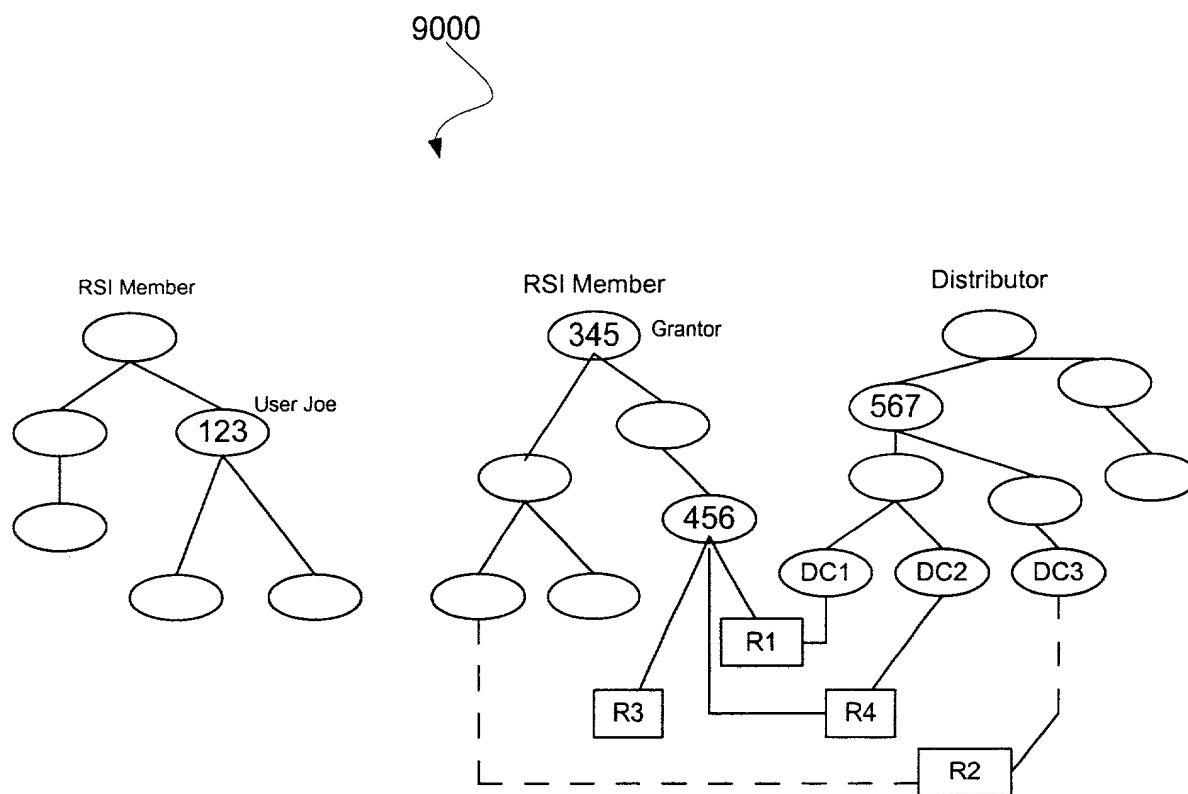 9000
RSI Member
RSI Member
Distributor
345
Grantor
User Joe
123
567
456
DC1
DC2
DC3
R1
R3
R4
R2